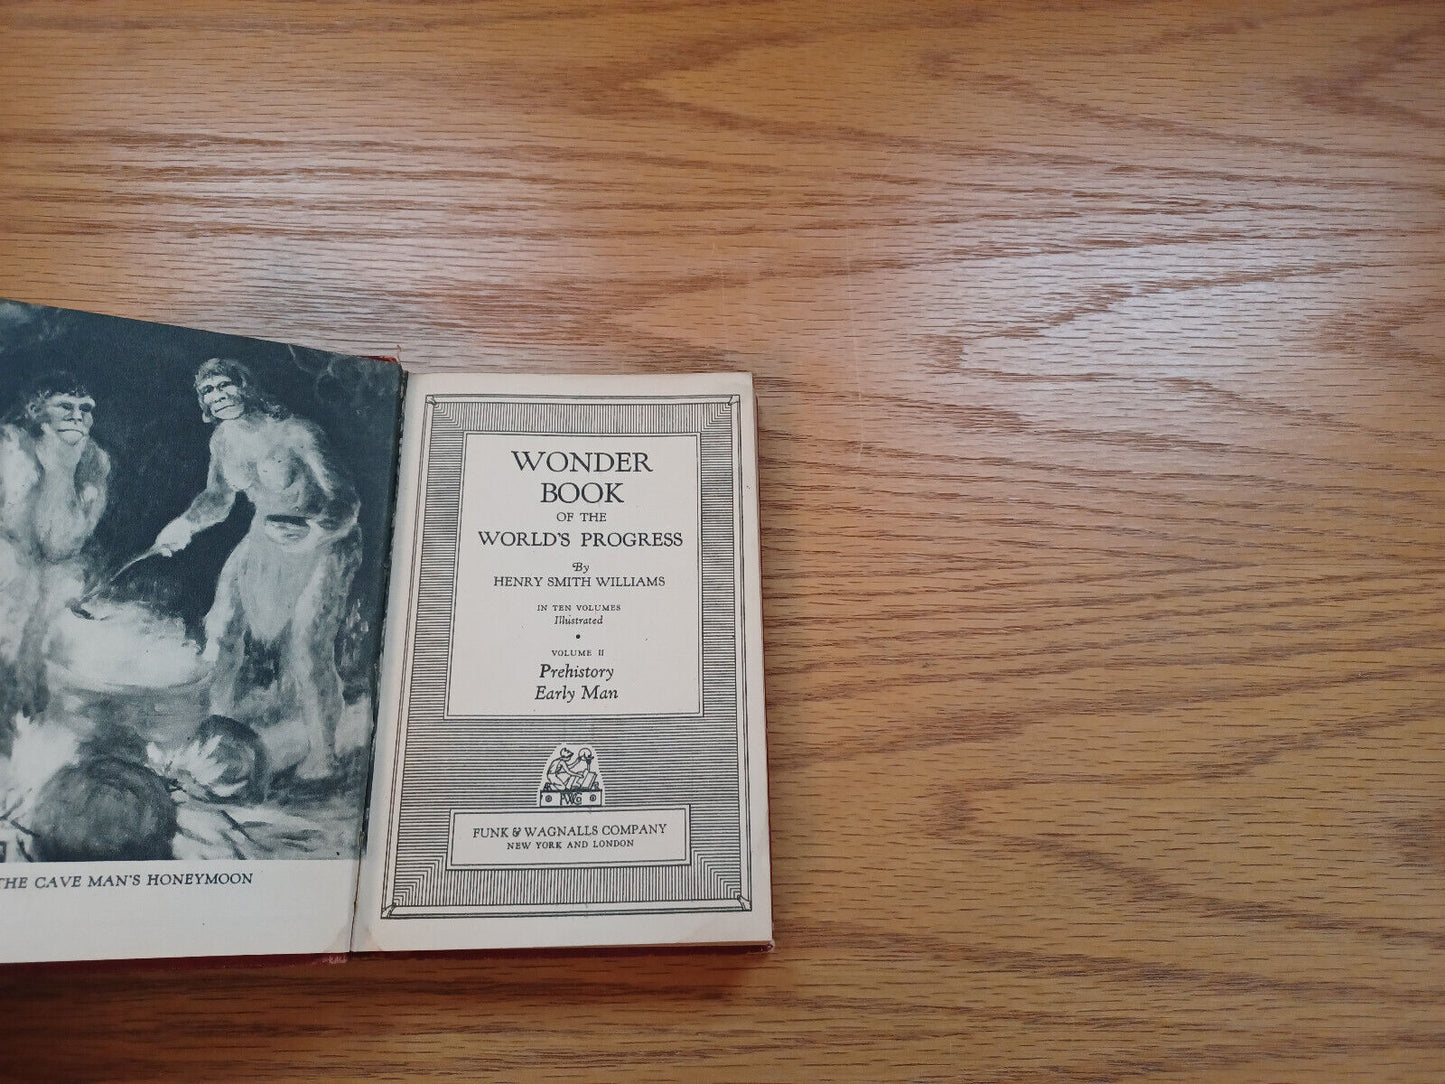 THE CAVE MAN'S HONEYMOON
WONDER
BOOK
OF THE
WORLD'S PROGRESS
By
HENRY SMITH WILLIAMS
IN TEN VOLUMES
Illustrated
VOLUME II
Prehistory
Early Man
FUNK & WAGNALLS COMPANY
NEW YORK AND LONDON